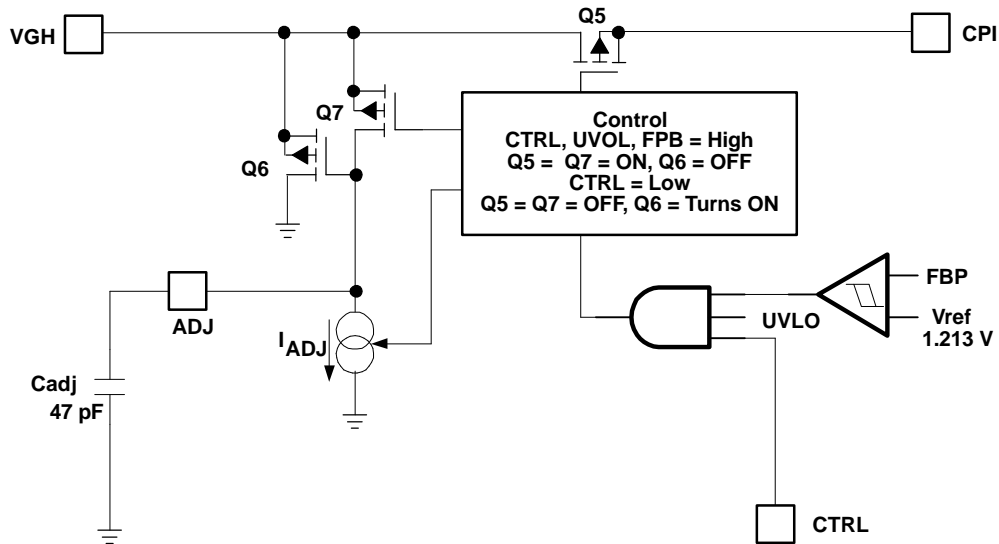 Q5
VGH
CPI
Q7
Q6
Control
CTRL, UVOL, FPB = High
Q5 = Q7 = ON, Q6 = OFF
CTRL = Low
Q5 = Q7 = OFF, Q6 = Turns ON
ADJ
IADJ
Cadj
47 pF
FBP
UVLO
Vref
1.213 V
CTRL